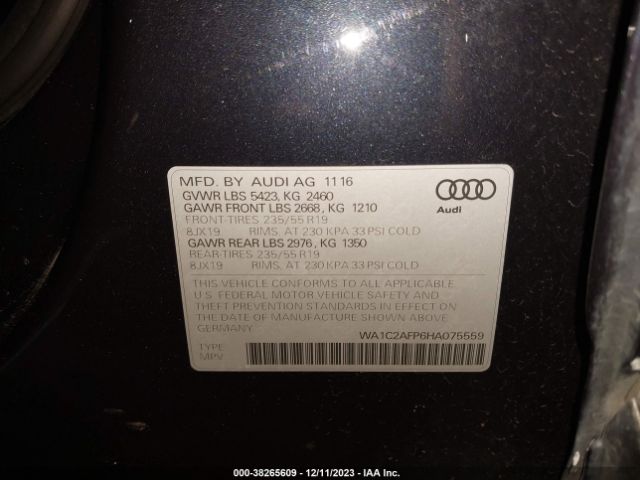 MFD. BY AUDI AG 11 16
GVWR LBS 5423, KG 2460
GAWR FRONT LBS 2668, KG 1210
FRONT-TIRES 235/55 R19
8JX19 RIMS, AT 230 KPA 33 PSI COLD
GAWR REAR LBS 2976, KG 1350
REAR-TIRES 235/55 R19
8JX19 RIMS, AT 230 KPA 33 PSI COLD
Audi
THIS VEHICLE CONFORMS TO ALL APPLICABLE
U.S. FEDERAL MOTOR VEHICLE SAFETY AND
THEFT PREVENTION STANDARDS IN EFFECT ON
THE DATE OF MANUFACTURE SHOWN ABOVE
GERMANY WA1C2AFP6HA075559
TYPE
MPV
000-38265609 - 12/11/2023 - IAA Inc.